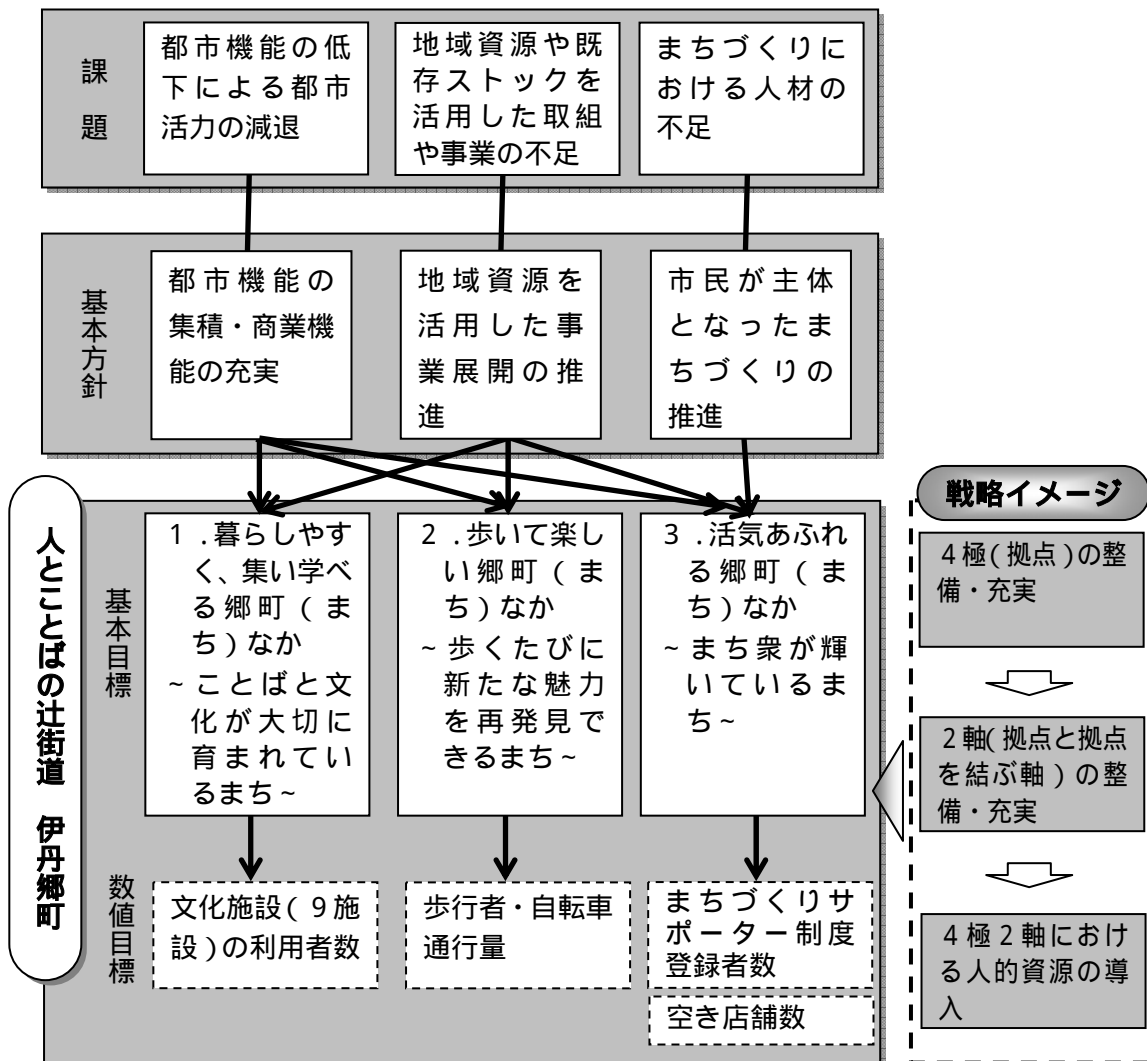 課題
都市機能の低
下による都市
活力の減退
地域資源や既
存ストックを
活用した取組
や事業の不足
まちづくりに
おける人材の
不足
基本方針
都市機能の
集積・商業機
能の充実
地域資源を
活用した事
業展開の推
進
市民が主体
となったま
ちづくりの
推進
人とことばの辻街道　伊丹郷町
基本目標
1．暮らしやす
く、集い学べ
る郷町（ま
ち）なか
~ことばと文
化が大切に
育まれてい
るまち~
2．歩いて楽し
い郷町（ま
ち）なか
~歩くたびに
新たな魅力
を再発見で
きるまち~
3．活気あふれ
る郷町（ま
ち）なか
~まち衆が輝
いているま
ち~
数値目標
文化施設（9施
設）の利用者数
歩行者・自転車
通行量
まちづくりサ
ポーター制度
登録者数
空き店舗数
戦略イメージ
4極（拠点）の整
備・充実
2軸（拠点と拠点
を結ぶ軸）の整
備・充実
4極2軸におけ
る人的資源の導
入